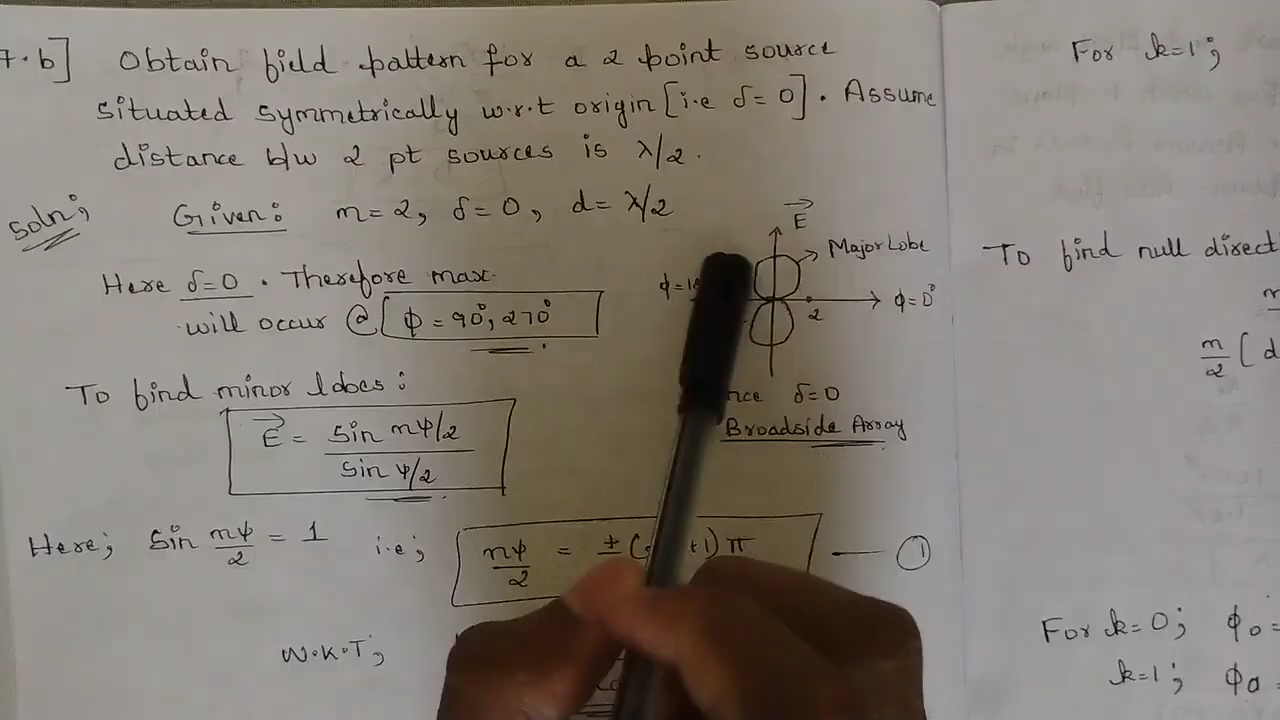 7.b] Obtain field pattern for a 2 point source
situated symmetrically w.r.t origin [i.e δ=0]. Assume
distance b/w 2 pt sources is λ/2.
Soln;
Given: n=2, δ=0, d=λ/2
Here δ=0. Therefore max.
will occur @ ϕ=90°, 270°
E→
Major Lobe
ϕ=0°
2
δ=0
Broadside Array
To find minor lobes:
E→ = Sin nψ/2 / Sin ψ/2
Here; Sin nψ/2 = 1 i.e; nψ/2 = ± ( +1)π — ①
W.K.T;
For k=1;
To find null
n/2 [d
For k=0; ϕ0 =
k=1; ϕ0 =